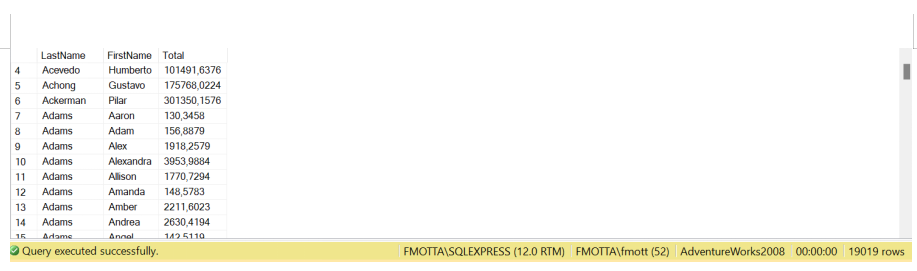 LastName FirstName Total
4 Acevedo Humberto 101491,6376
5 Achong Gustavo 175768,0224
6 Ackerman Pilar 301350,1576
7 Adams Aaron 130,3458
8 Adams Adam 156,8879
9 Adams Alex 1918,2579
10 Adams Alexandra 3953,9884
11 Adams Allison 1770,7294
12 Adams Amanda 148,5783
13 Adams Amber 2211,6023
14 Adams Andrea 2630,4194
15 Adams Angel 142,5119
Query executed successfully. FMOTTA\SQLEXPRESS (12.0 RTM) FMOTTA\fmott (52) AdventureWorks2008 00:00:00 19019 rows